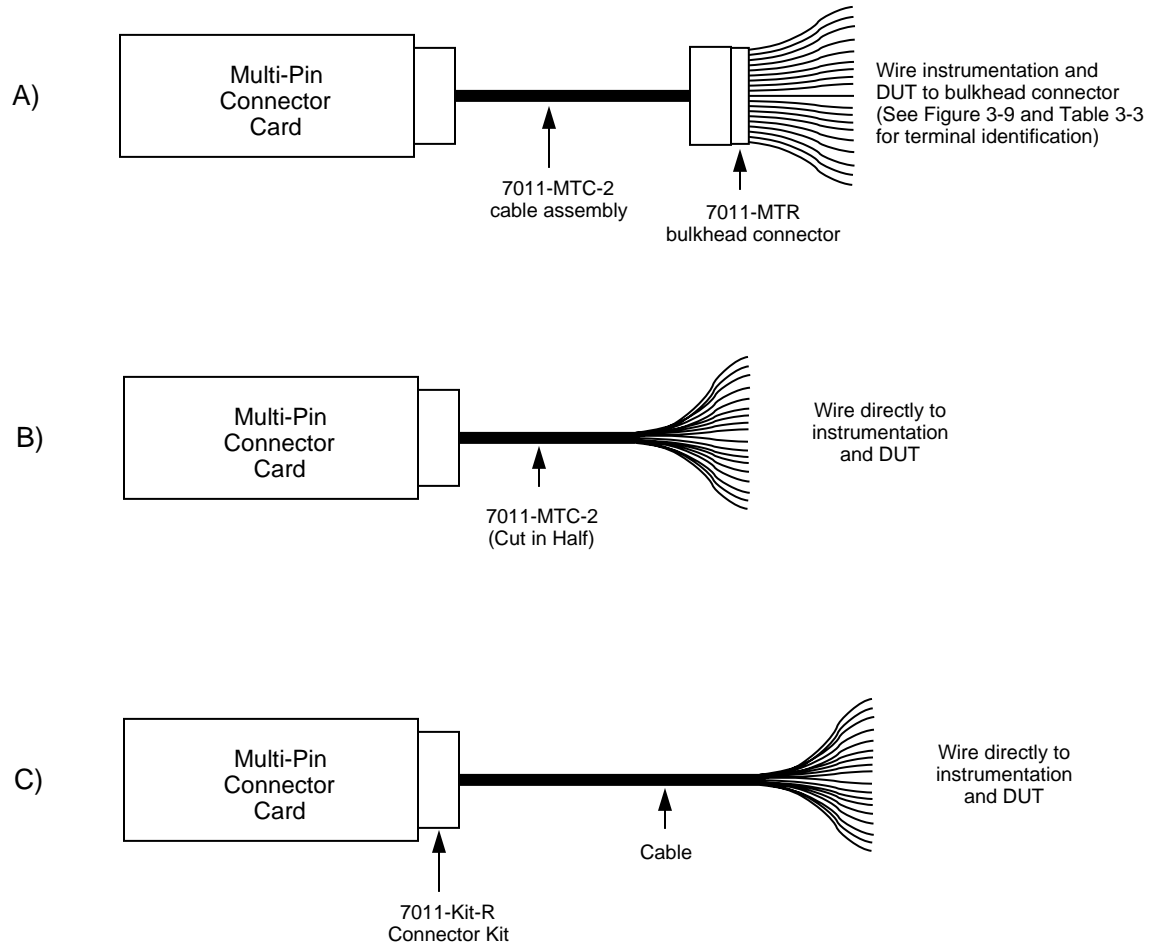 A)
Multi-Pin
Connector
Card
7011-MTC-2
cable assembly
7011-MTR
bulkhead connector
Wire instrumentation and
DUT to bulkhead connector
(See Figure 3-9 and Table 3-3
for terminal identification)
B)
Multi-Pin
Connector
Card
7011-MTC-2
(Cut in Half)
Wire directly to
instrumentation
and DUT
C)
Multi-Pin
Connector
Card
7011-Kit-R
Connector Kit
Cable
Wire directly to
instrumentation
and DUT